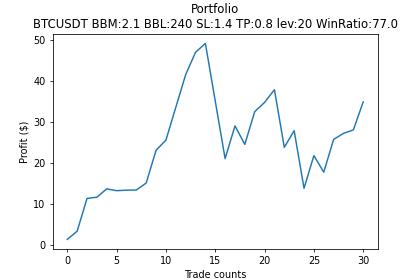 Portfolio
BTCUSDT BBM:2.1 BBL:240 SL:1.4 TP:0.8 lev:20 WinRatio:77.0
50
40
30
20
10
0
Profit ($)
0 5 10 15 20 25 30
Trade counts